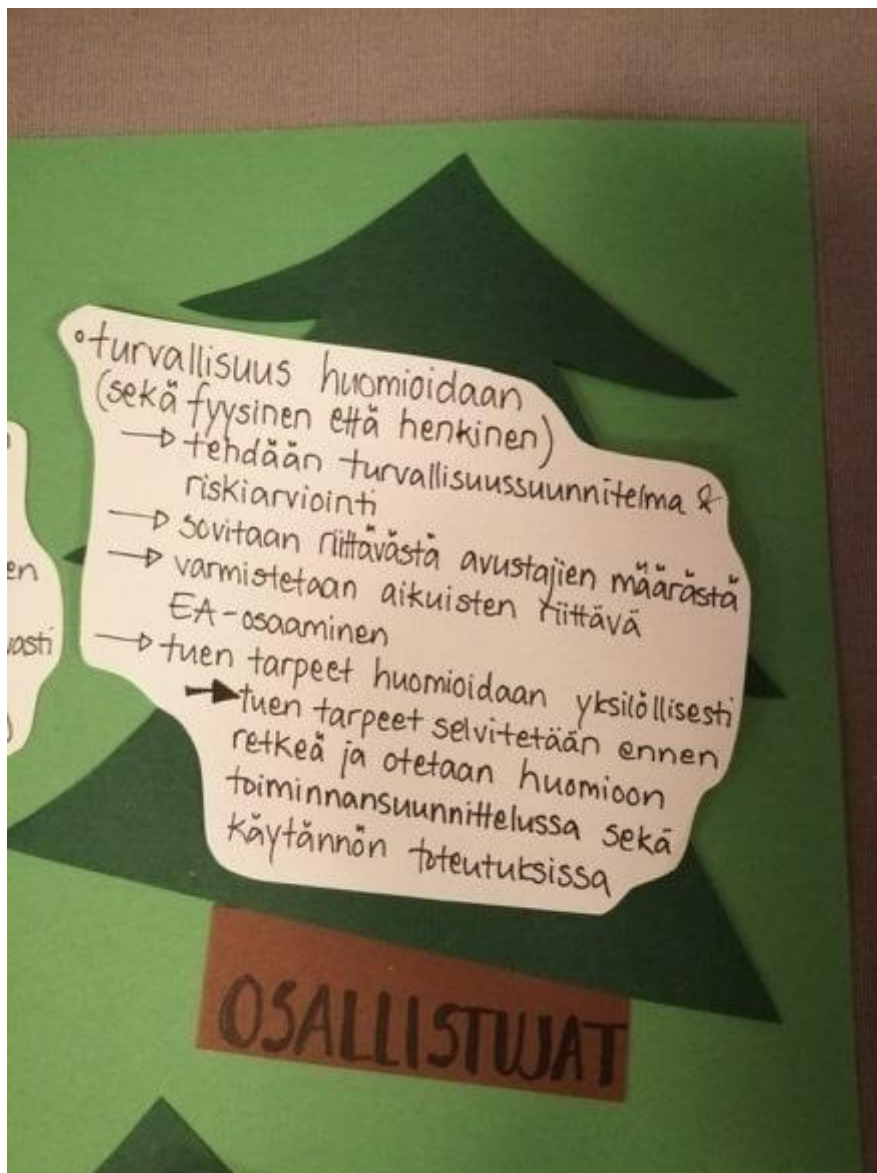 •turvallisuus huomioidaan
(sekä fyysinen että henkinen)
→ tehdään turvallisuussuunnitelma &
riskiarviointi
→ sovitaan riittävästä avustajien määrästä
→ varmistetaan aikuisten riittävä
EA-osaaminen
→ tuen tarpeet huomioidaan yksilöllisesti
→ tuen tarpeet selvitetään ennen
retkeä ja otetaan huomioon
toiminnansuunnittelussa sekä
käytännön toteutuksissa
OSALLISTUJAT